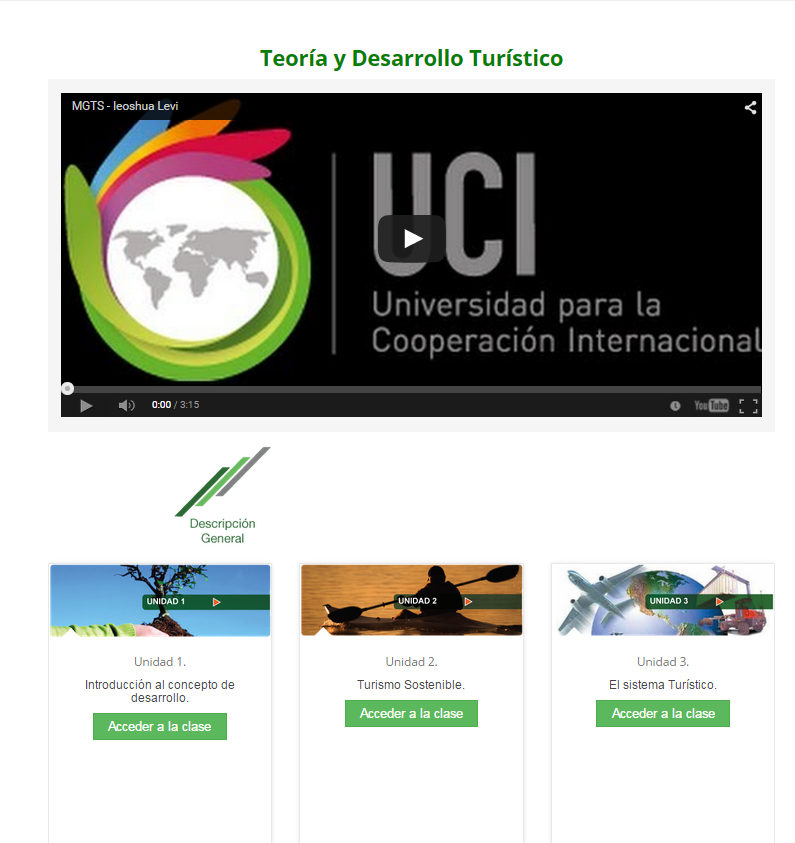 Teoría y Desarrollo Turístico
MGTS - Ieoshua Levi
UCI
Universidad para la
Cooperación Internacional
0:00 / 3:15
YouTube
Descripción
General
UNIDAD 1
Unidad 1.
Introducción al concepto de
desarrollo.
Acceder a la clase
UNIDAD 2
Unidad 2.
Turismo Sostenible.
Acceder a la clase
UNIDAD 3
Unidad 3.
El sistema Turístico.
Acceder a la clase